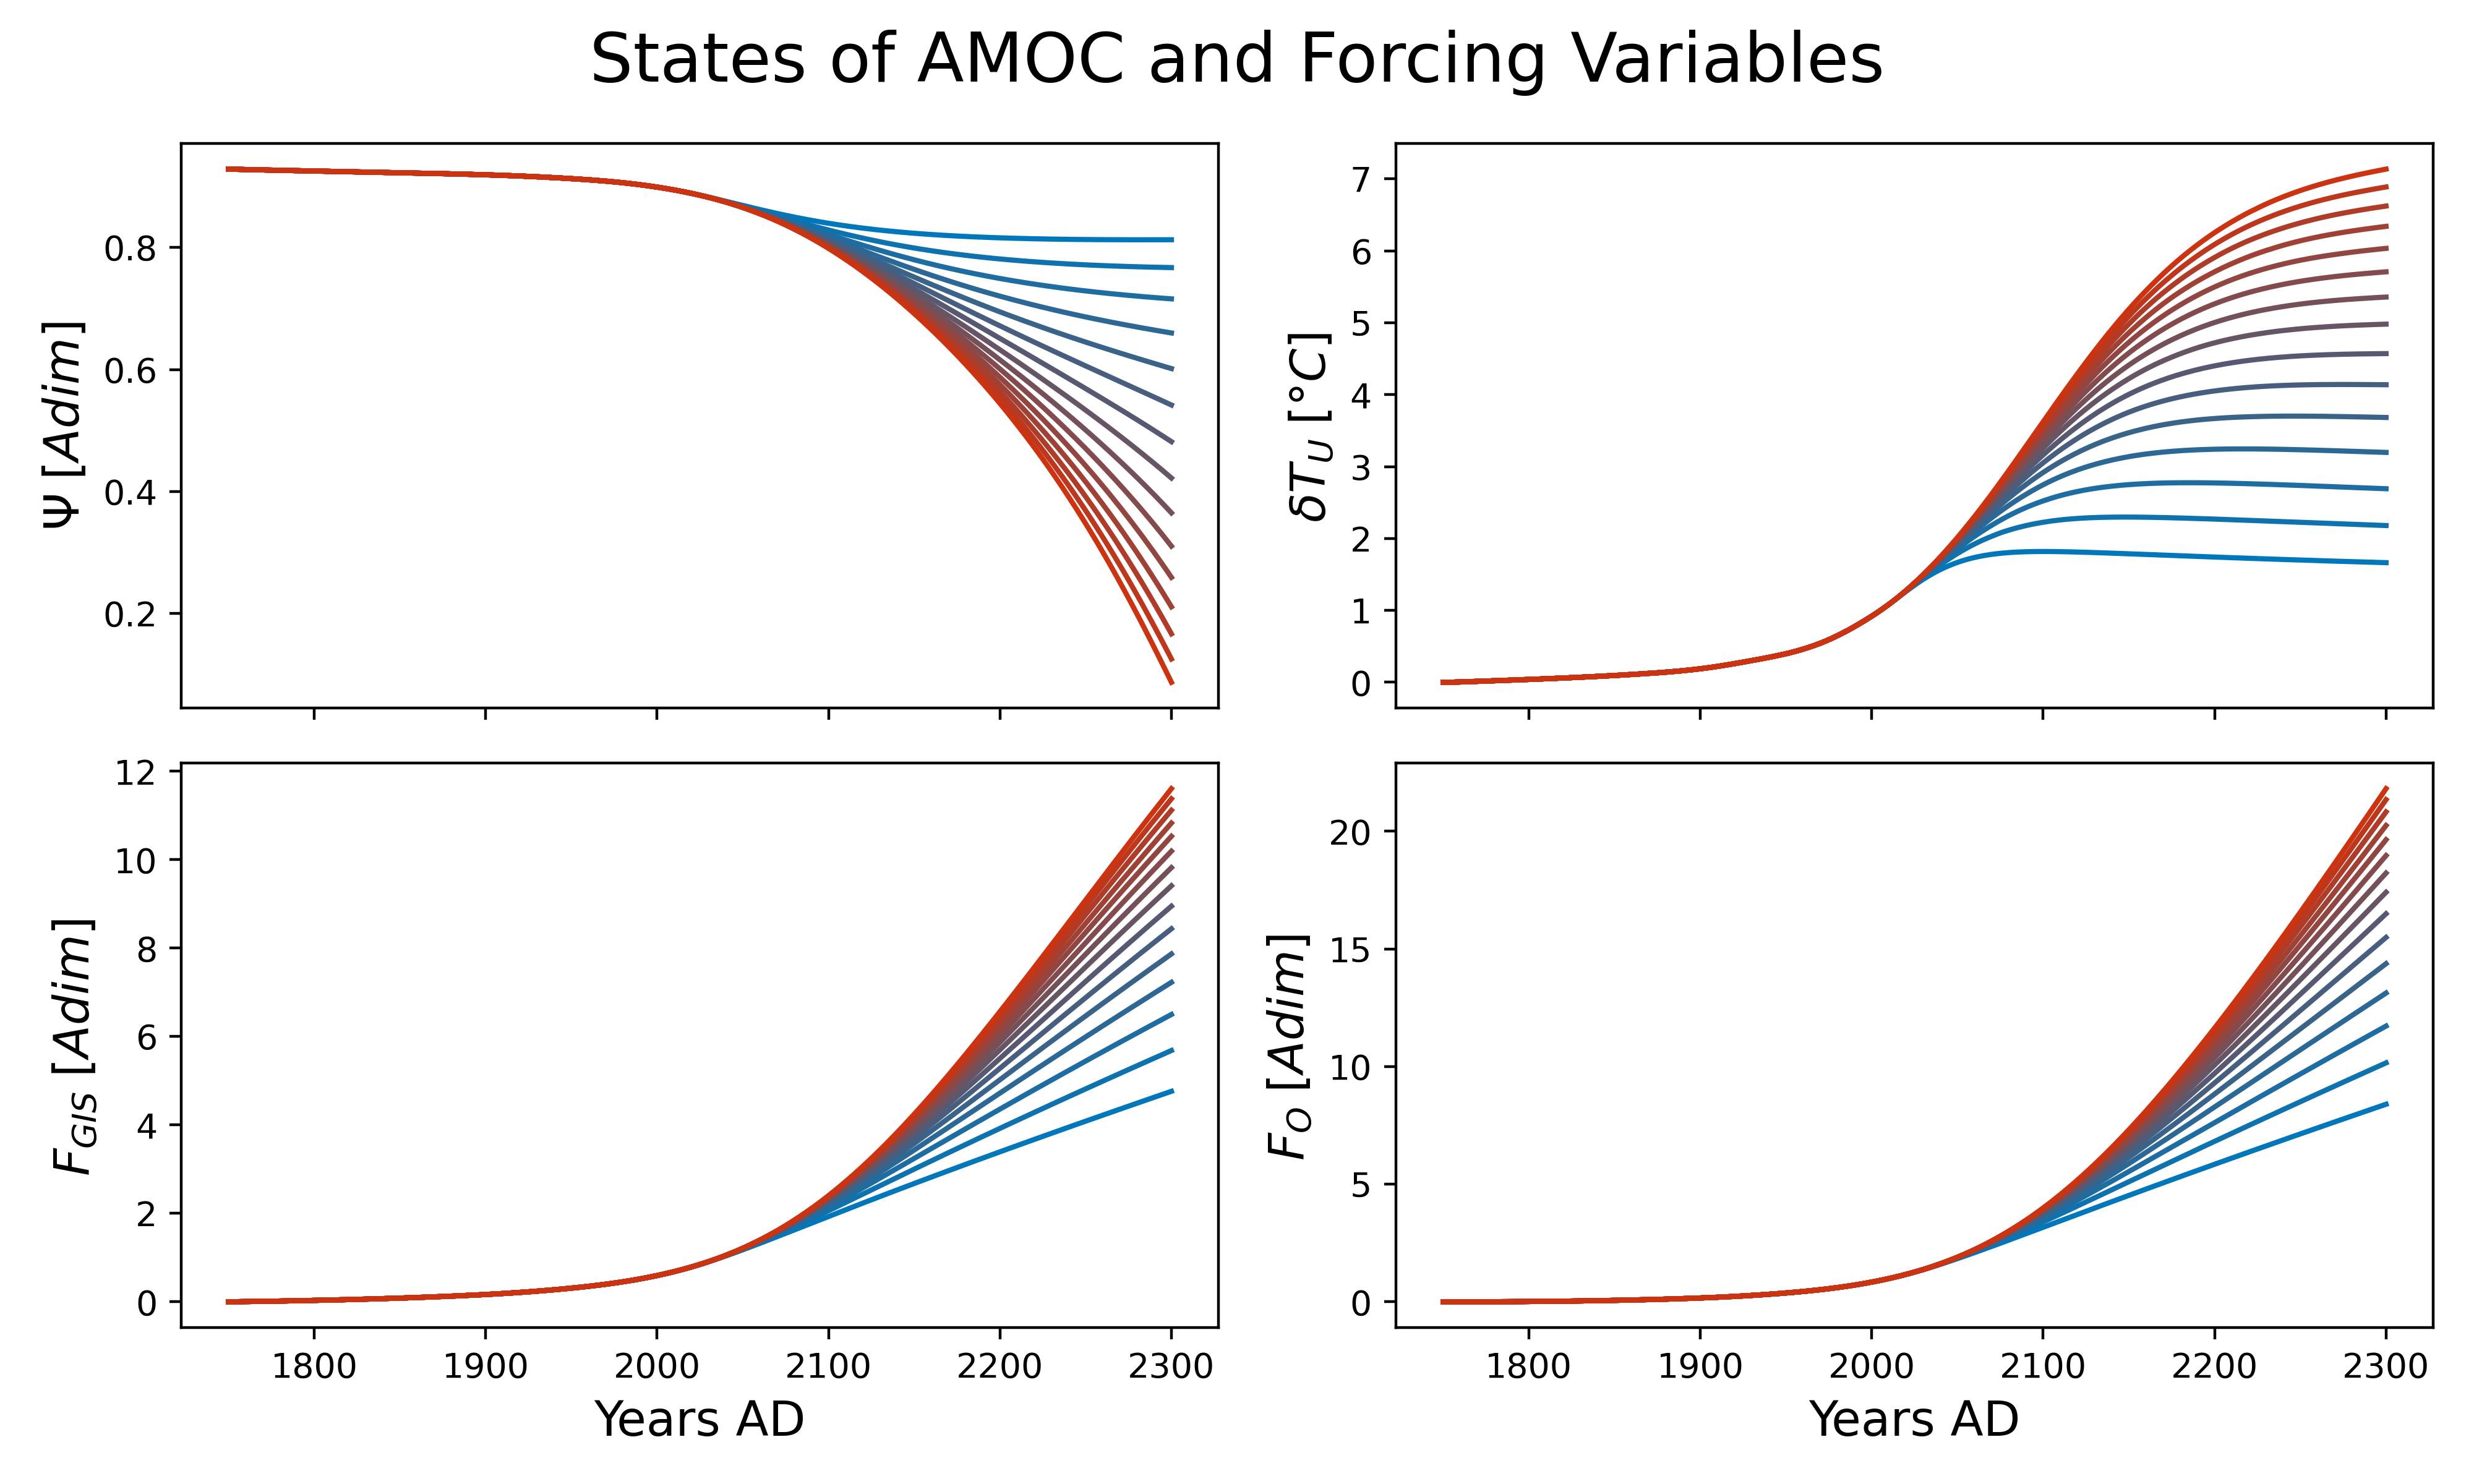 States of AMOC and Forcing Variables
Ψ [Adim]
0.8
0.6
0.4
0.2
δT_U [°C]
7
6
5
4
3
2
1
0
F_GIS [Adim]
12
10
8
6
4
2
0
1800 1900 2000 2100 2200 2300
Years AD
F_O [Adim]
20
15
10
5
0
1800 1900 2000 2100 2200 2300
Years AD